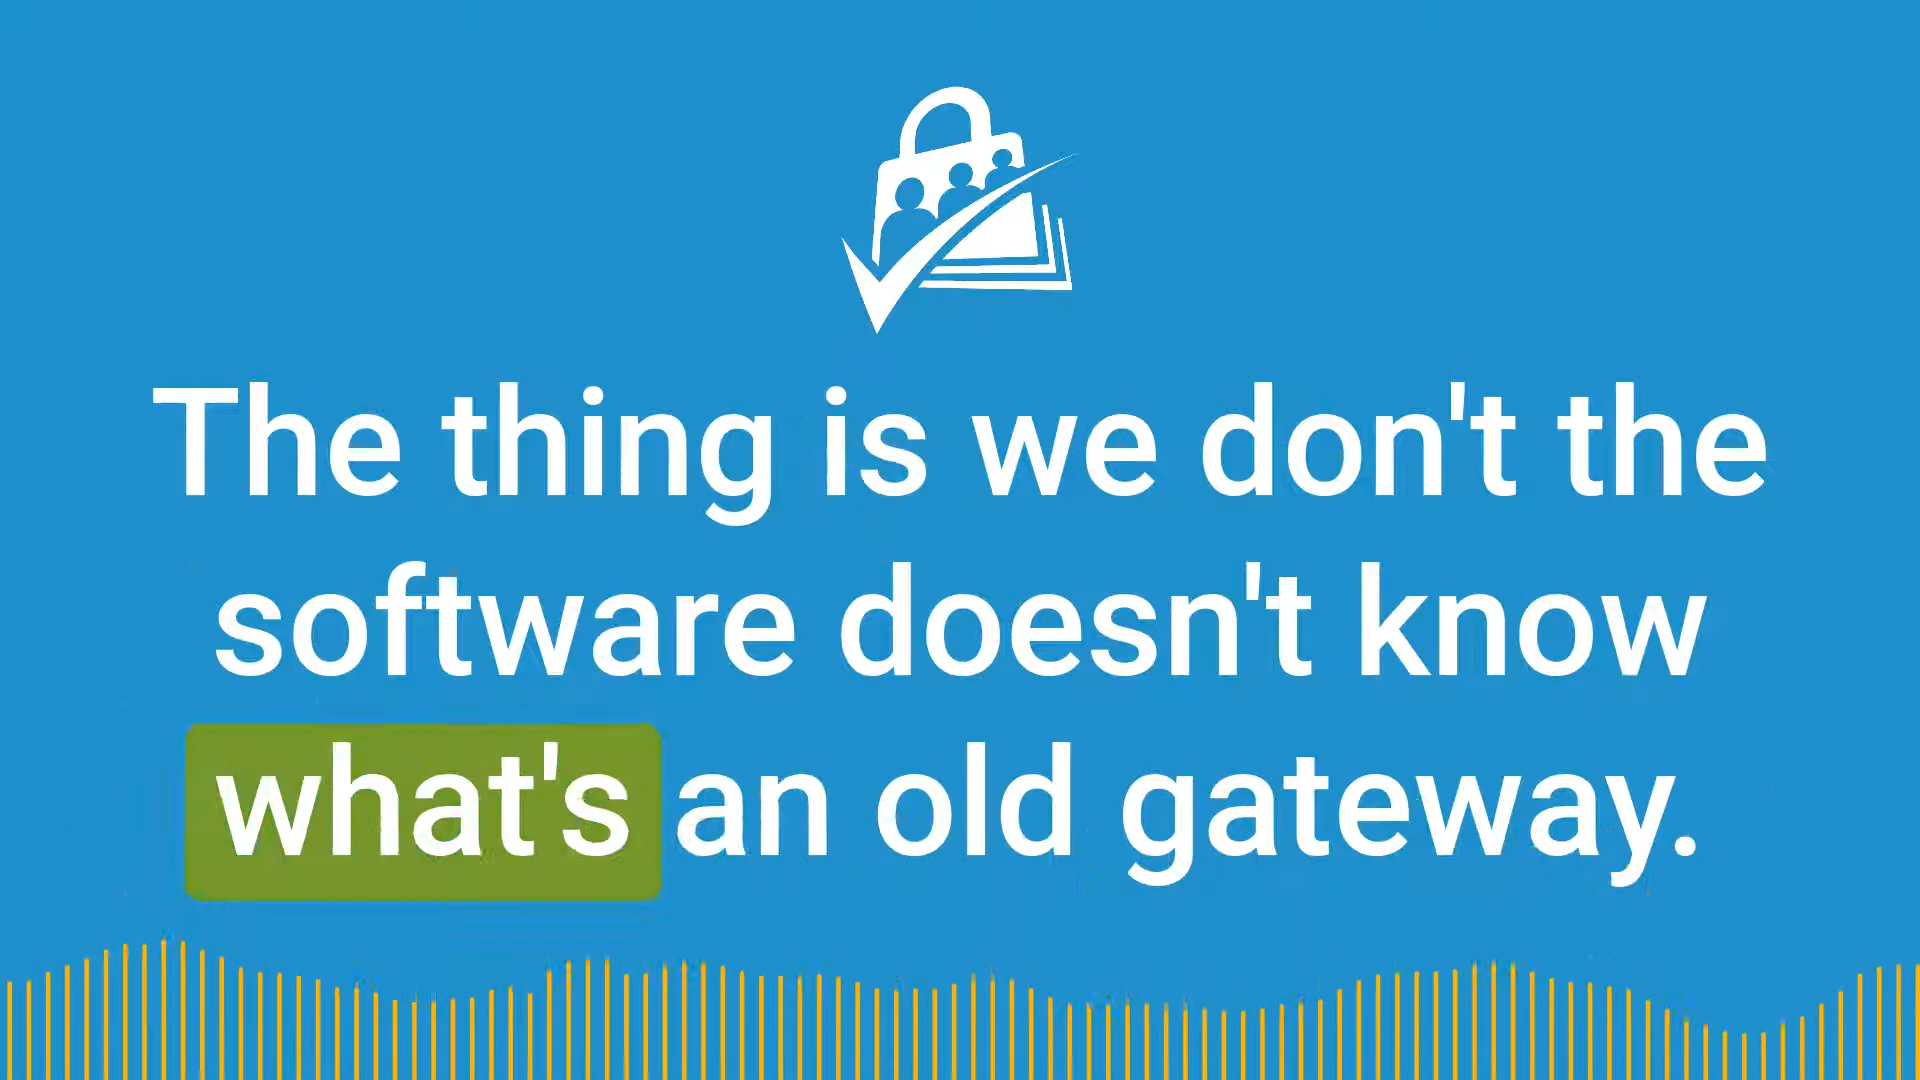 The thing is we don't the
software doesn't know
what's an old gateway.